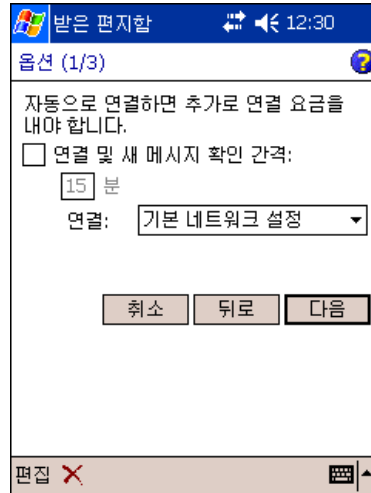 받은 편지함 12:30
옵션 (1/3)
자동으로 연결하면 추가로 연결 요금을
내야 합니다.
연결 및 새 메시지 확인 간격:
15 분
연결: 기본 네트워크 설정
취소 뒤로 다음
편집